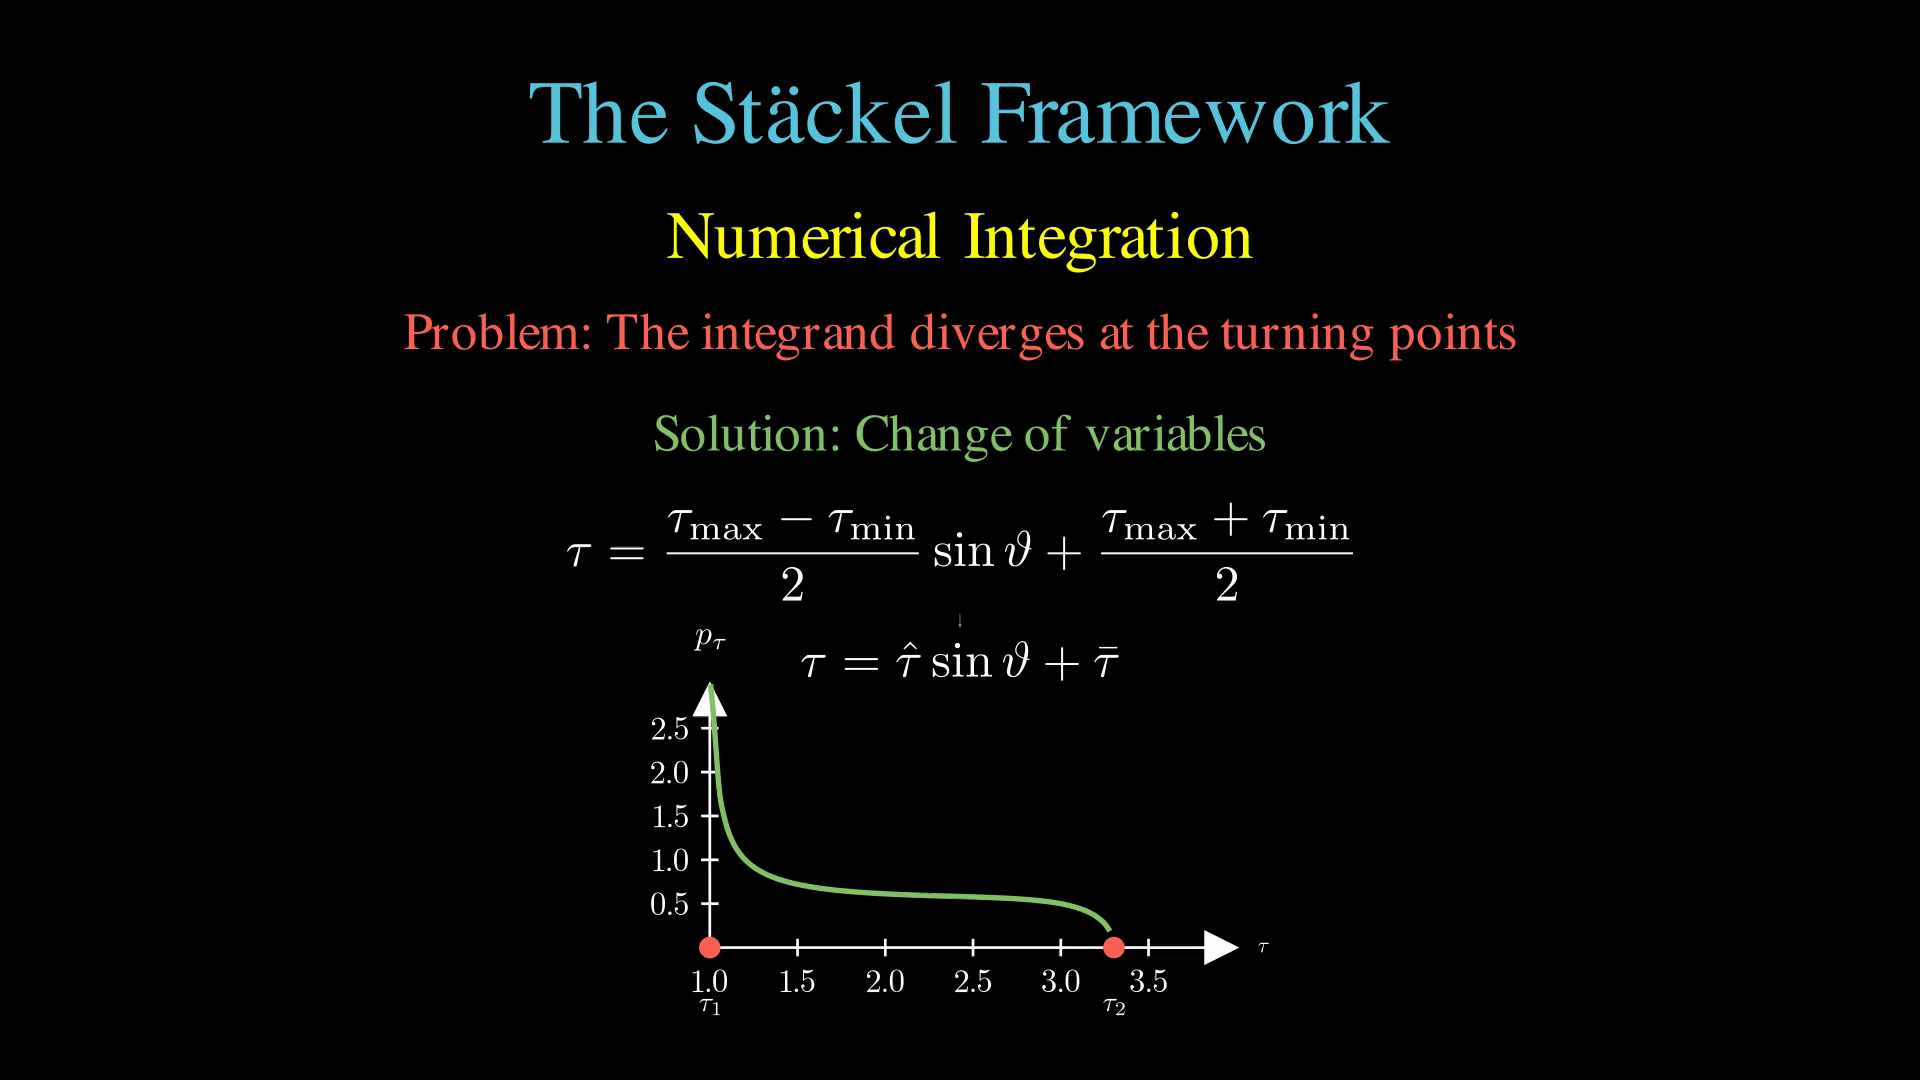 The Stäckel Framework
Numerical Integration
Problem: The integrand diverges at the turning points
Solution: Change of variables
τ = (τ_max − τ_min)/2 sin ϑ + (τ_max + τ_min)/2
↓
τ = τ̂ sin ϑ + τ̄
p_τ
2.5
2.0
1.5
1.0
0.5
τ
1.0 1.5 2.0 2.5 3.0 3.5
τ₁ τ₂